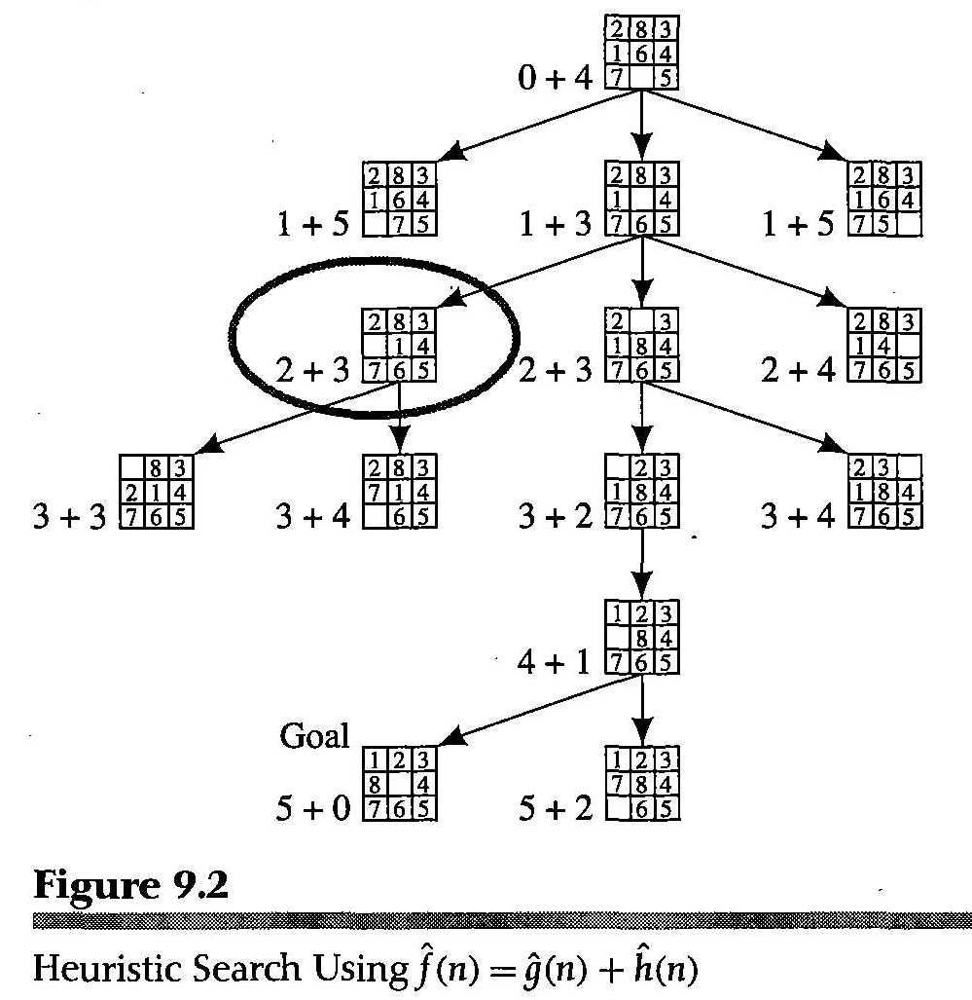 2 8 3
1 6 4
0 + 4 7 5
2 8 3 2 8 3 2 8 3
1 6 4 1 4 1 6 4
1 + 5 7 5 1 + 3 7 6 5 1 + 5 7 5
2 8 3 2 3 2 8 3
1 4 1 8 4 1 4
2 + 3 7 6 5 2 + 3 7 6 5 2 + 4 7 6 5
8 3 2 8 3 2 3 2 3
2 1 4 7 1 4 1 8 4 1 8 4
3 + 3 7 6 5 3 + 4 6 5 3 + 2 7 6 5 3 + 4 7 6 5
1 2 3
8 4
4 + 1 7 6 5
Goal
1 2 3 1 2 3
8 4 7 8 4
5 + 0 7 6 5 5 + 2 6 5
Figure 9.2
Heuristic Search Using f̂(n) = ĝ(n) + ĥ(n)